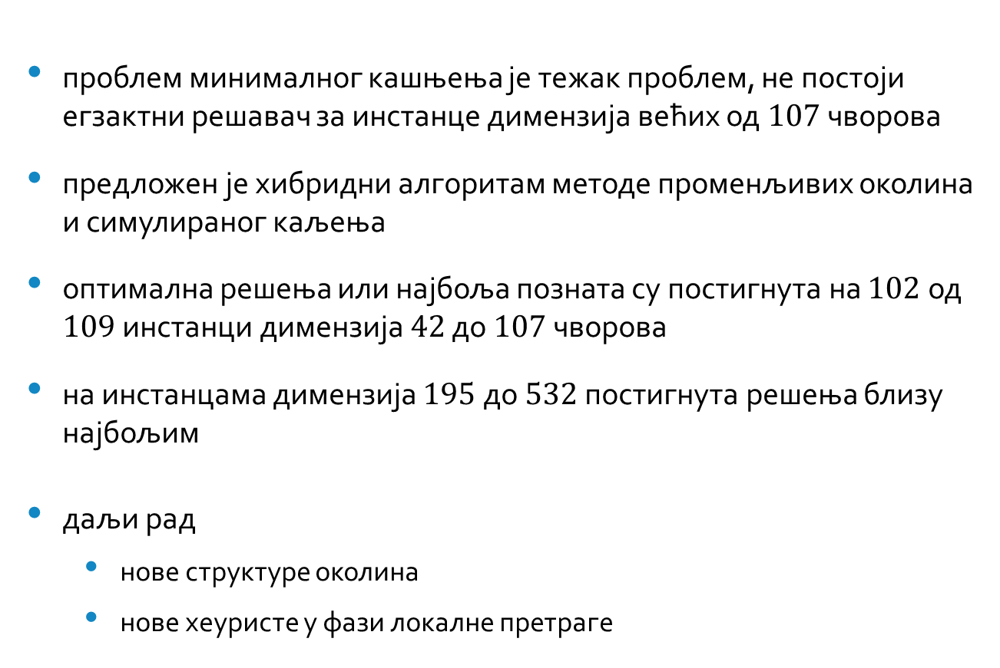 • проблем минималног кашњења је тежак проблем, не постоји
егзактни решавач за инстанце димензија већих од 107 чворова
• предложен је хибридни алгоритам методе променљивих околина
и симулираног каљења
• оптимална решења или најбоља позната су постигнута на 102 од
109 инстанци димензија 42 до 107 чворова
• на инстанцама димензија 195 до 532 постигнута решења близу
најбољим
• даљи рад
• нове структуре околина
• нове хеуристе у фази локалне претраге